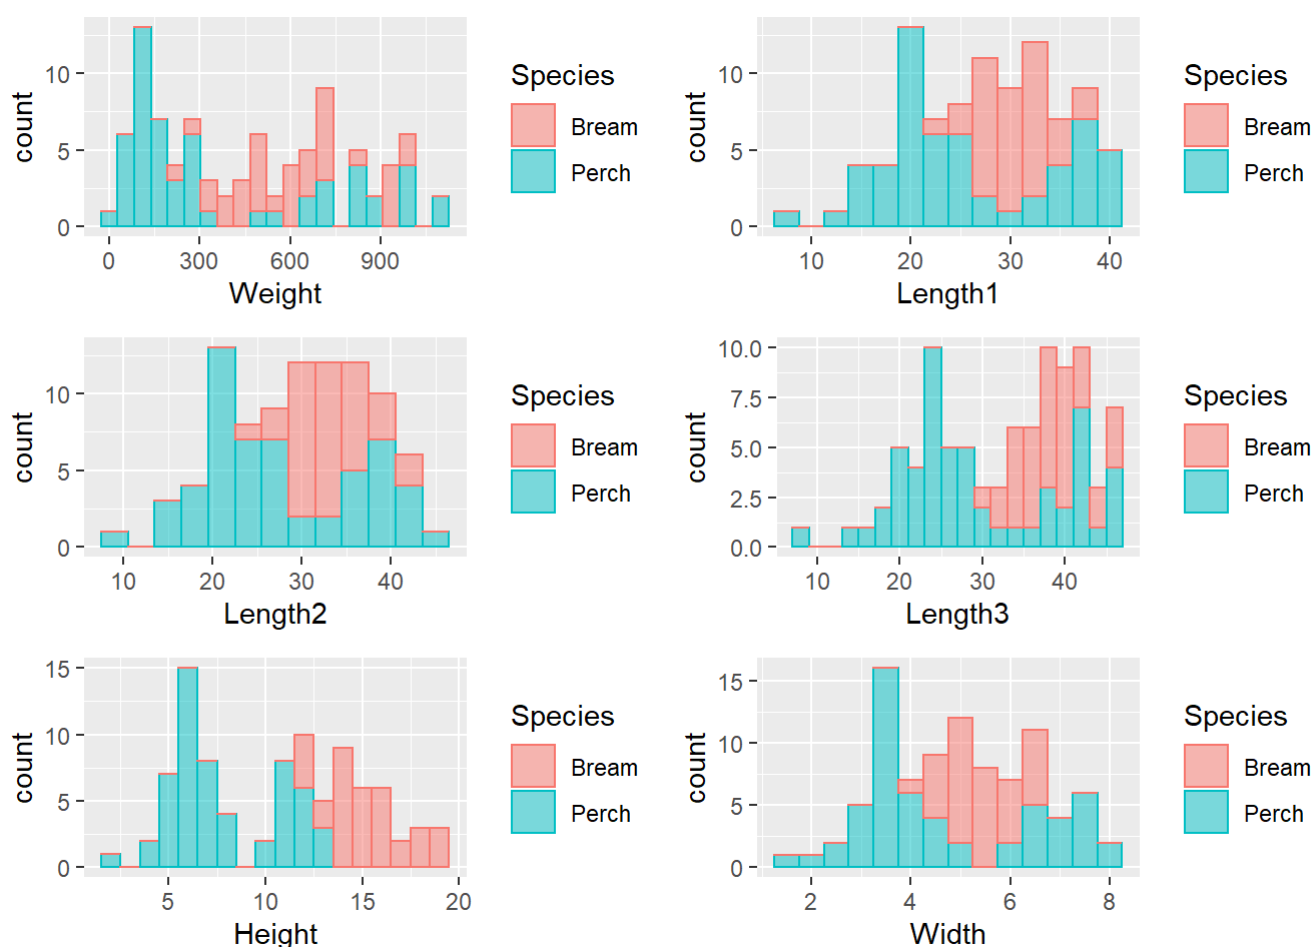 count
10
5
0
0 300 600 900
Weight
Species
Bream
Perch
count
10
5
0
10 20 30 40
Length1
Species
Bream
Perch
count
10
5
0
10 20 30 40
Length2
Species
Bream
Perch
count
10.0
7.5
5.0
2.5
0.0
10 20 30 40
Length3
Species
Bream
Perch
count
15
10
5
0
5 10 15 20
Height
Species
Bream
Perch
count
15
10
5
0
2 4 6 8
Width
Species
Bream
Perch